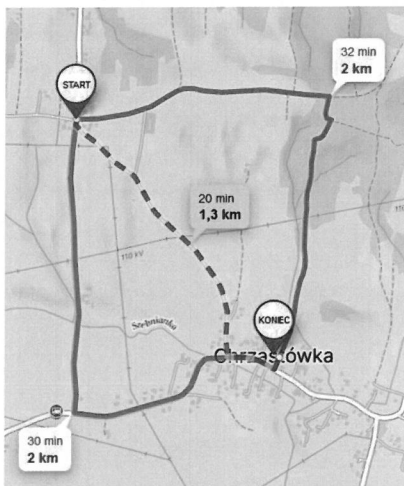 32 min
2 km
START
20 min
1,3 km
110 kV
KONIEC
Chrząstówka
30 min
2 km